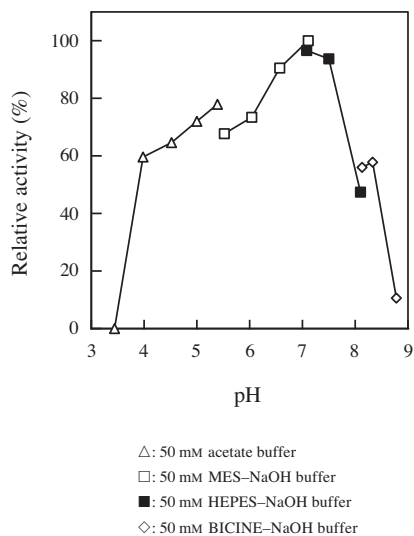 100
80
60
40
20
0
Relative activity (%)
3 4 5 6 7 8 9
pH
△: 50 mM acetate buffer
□: 50 mM MES–NaOH buffer
■: 50 mM HEPES–NaOH buffer
◇: 50 mM BICINE–NaOH buffer